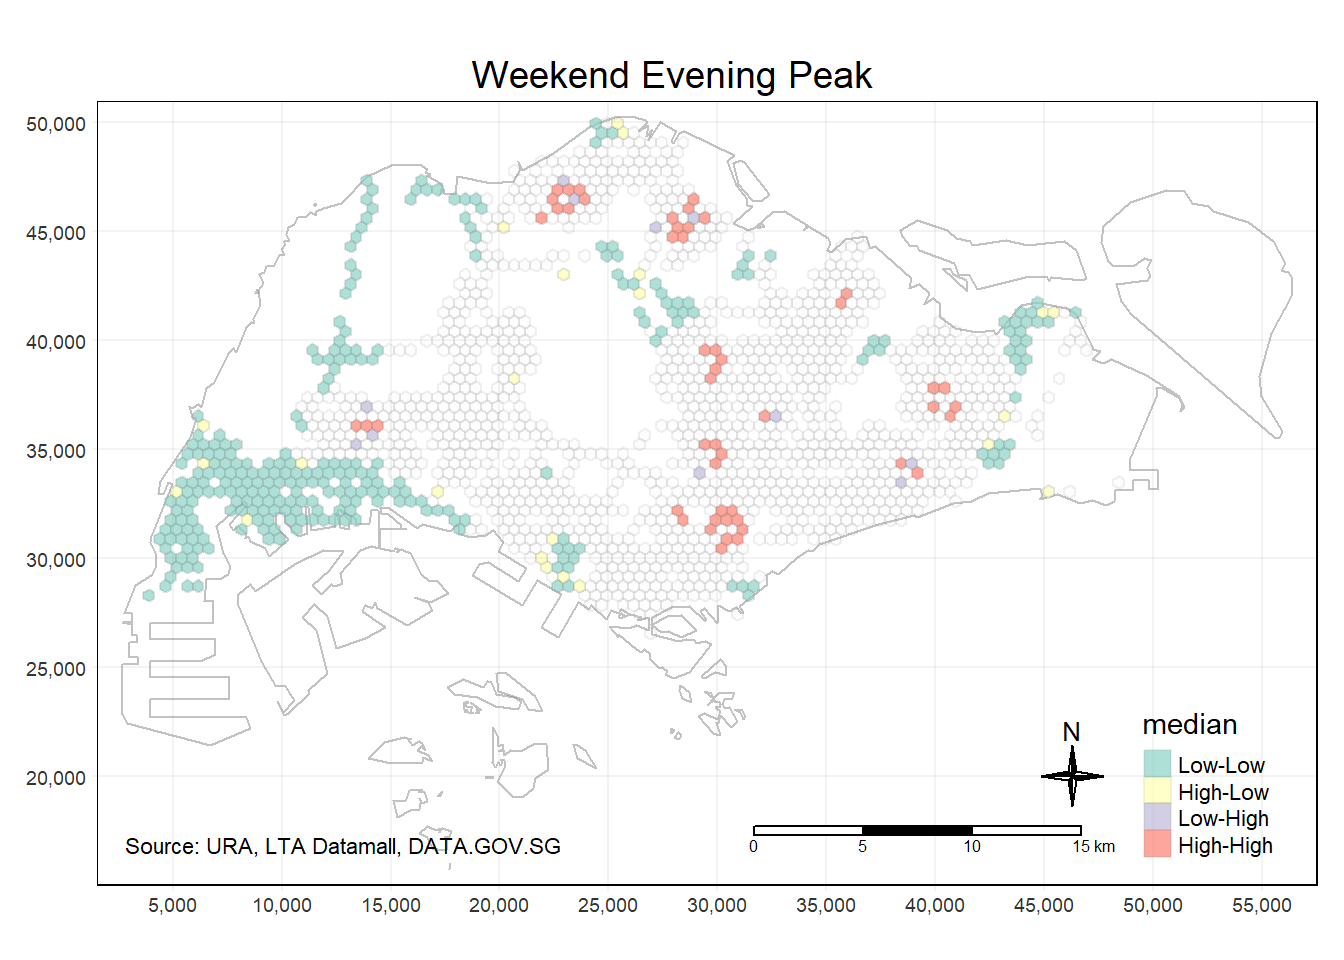 Weekend Evening Peak
50,000
45,000
40,000
35,000
30,000
25,000
20,000
N
median
Low-Low
High-Low
Low-High
High-High
Source: URA, LTA Datamall, DATA.GOV.SG
0 5 10 15 km
5,000 10,000 15,000 20,000 25,000 30,000 35,000 40,000 45,000 50,000 55,000